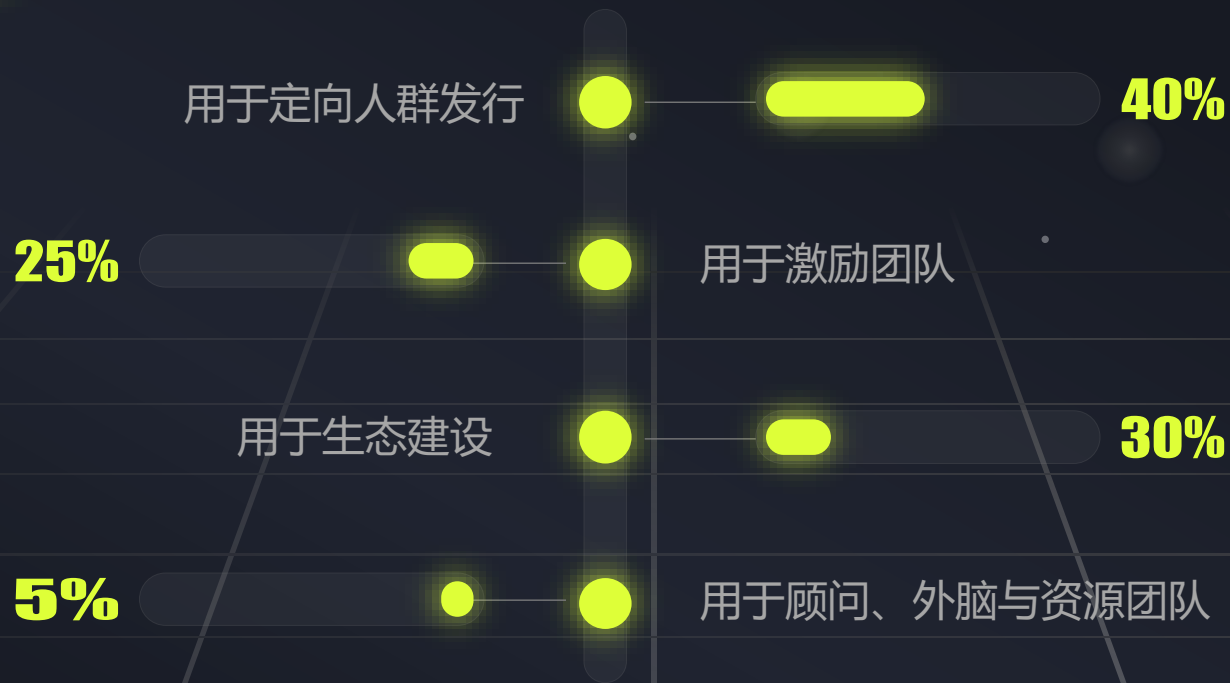 用于定向人群发行
40%
25%
用于激励团队
用于生态建设
30%
5%
用于顾问、外脑与资源团队